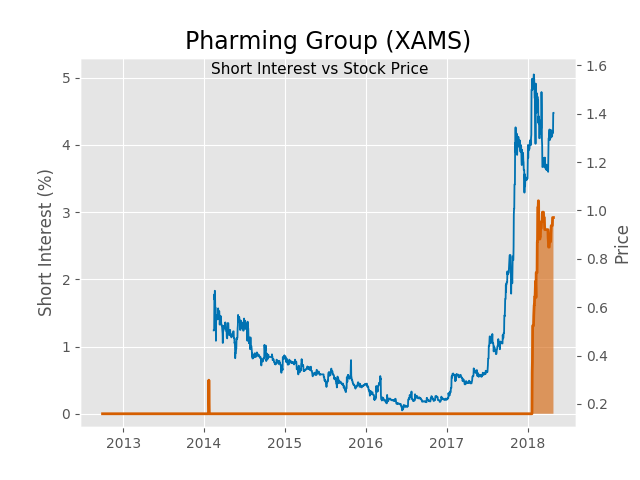 Pharming Group (XAMS)
Short Interest vs Stock Price
Short Interest (%)
5
4
3
2
1
0
1.6
1.4
1.2
1.0
0.8
0.6
0.4
0.2
Price
2013 2014 2015 2016 2017 2018